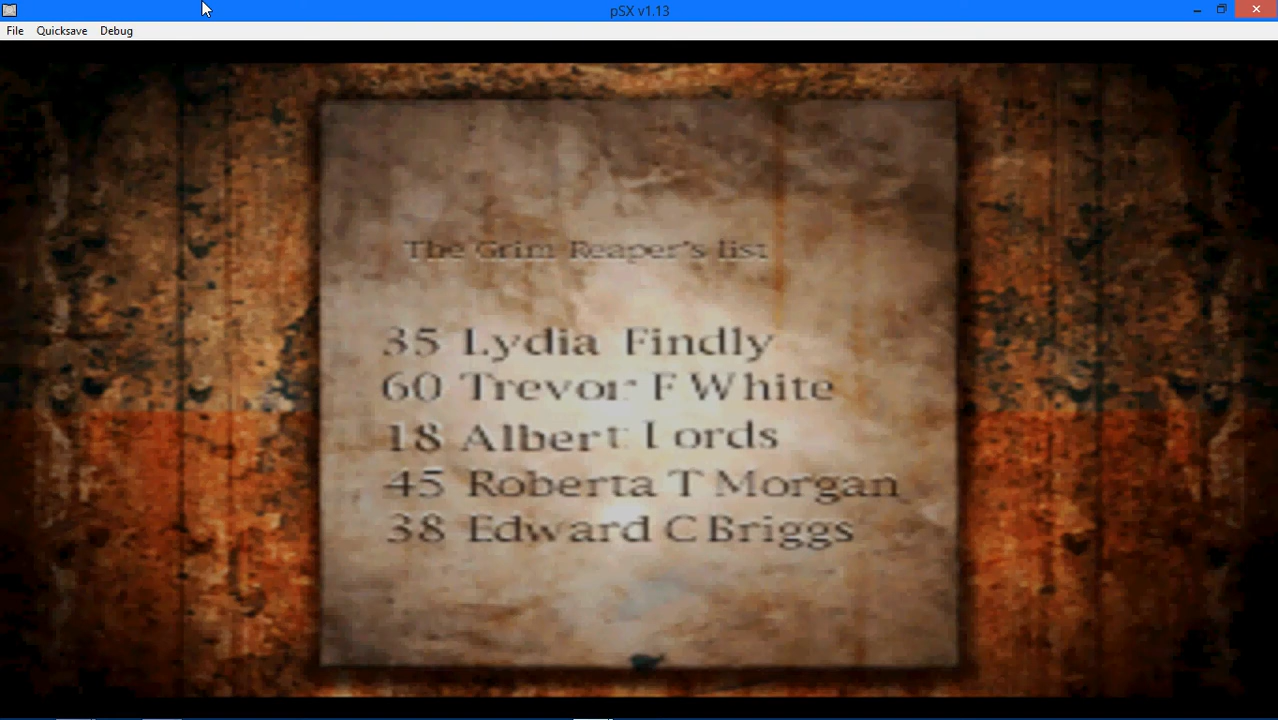 pSX v1.13
File Quicksave Debug
The Grim Reaper's list
35 Lydia Findly
60 Trevor F White
18 Albert Lords
45 Roberta T Morgan
38 Edward C Briggs